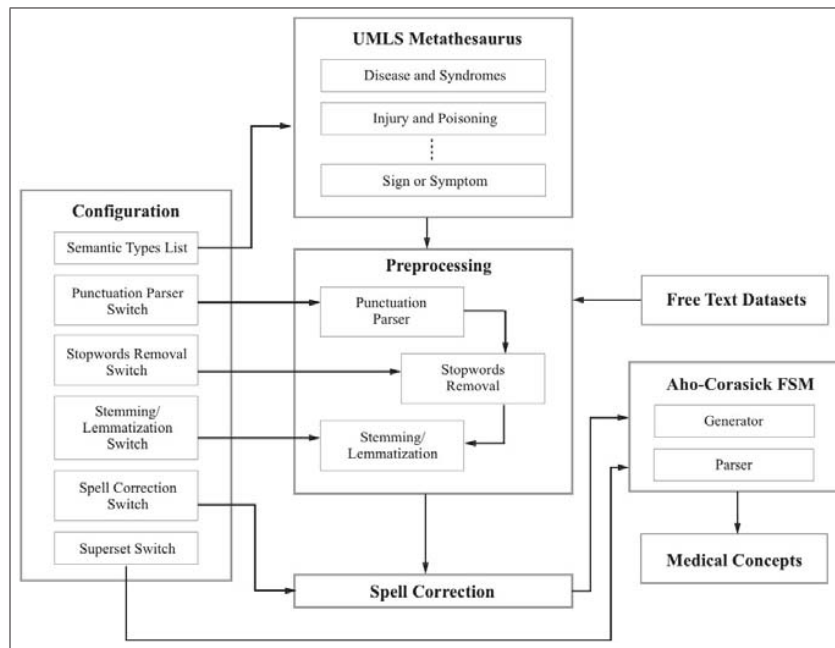 UMLS Metathesaurus
Disease and Syndromes
Injury and Poisoning
Sign or Symptom
Configuration
Semantic Types List
Punctuation Parser
Switch
Stopwords Removal
Switch
Stemming/
Lemmatization
Switch
Spell Correction
Switch
Superset Switch
Preprocessing
Punctuation
Parser
Stopwords
Removal
Stemming/
Lemmatization
Spell Correction
Free Text Datasets
Aho-Corasick FSM
Generator
Parser
Medical Concepts